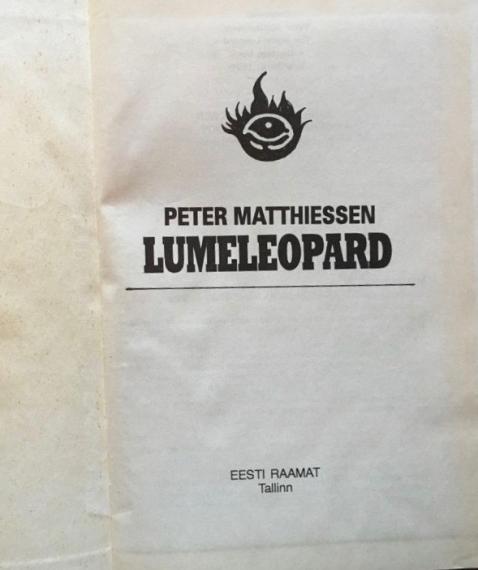 PETER MATTHIESSEN
LUMELEOPARD
EESTI RAAMAT
Tallinn